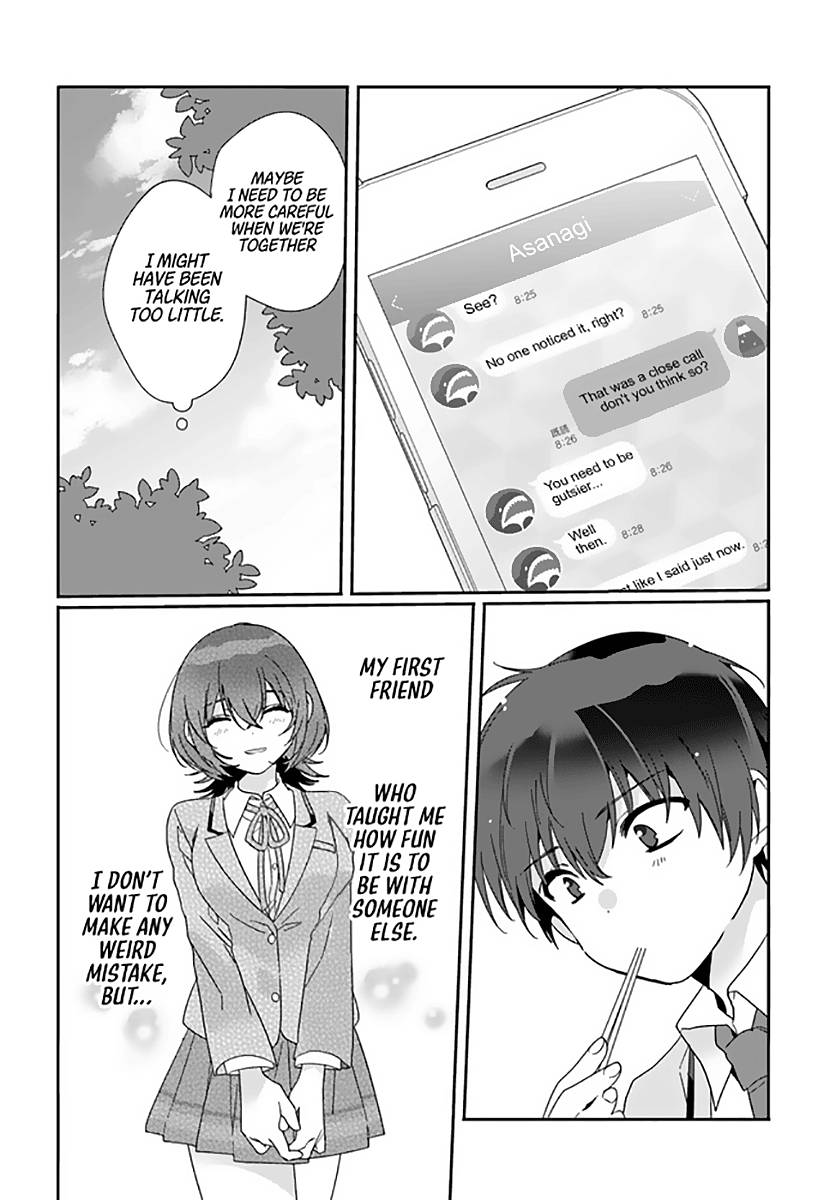 Asanagi
See? 8:25
No one noticed it, right? 8:25
That was a close call
don't you think so?
既読
8:26
You need to be
gutsier... 8:26
Well
then. 8:28
like I said just now.
MAYBE
I NEED TO BE
MORE CAREFUL
WHEN WE'RE
TOGETHER
I MIGHT
HAVE BEEN
TALKING
TOO LITTLE.
MY FIRST
FRIEND
WHO
TAUGHT ME
HOW FUN
IT IS TO
BE WITH
SOMEONE
ELSE.
I DON'T
WANT TO
MAKE ANY
WEIRD
MISTAKE,
BUT...